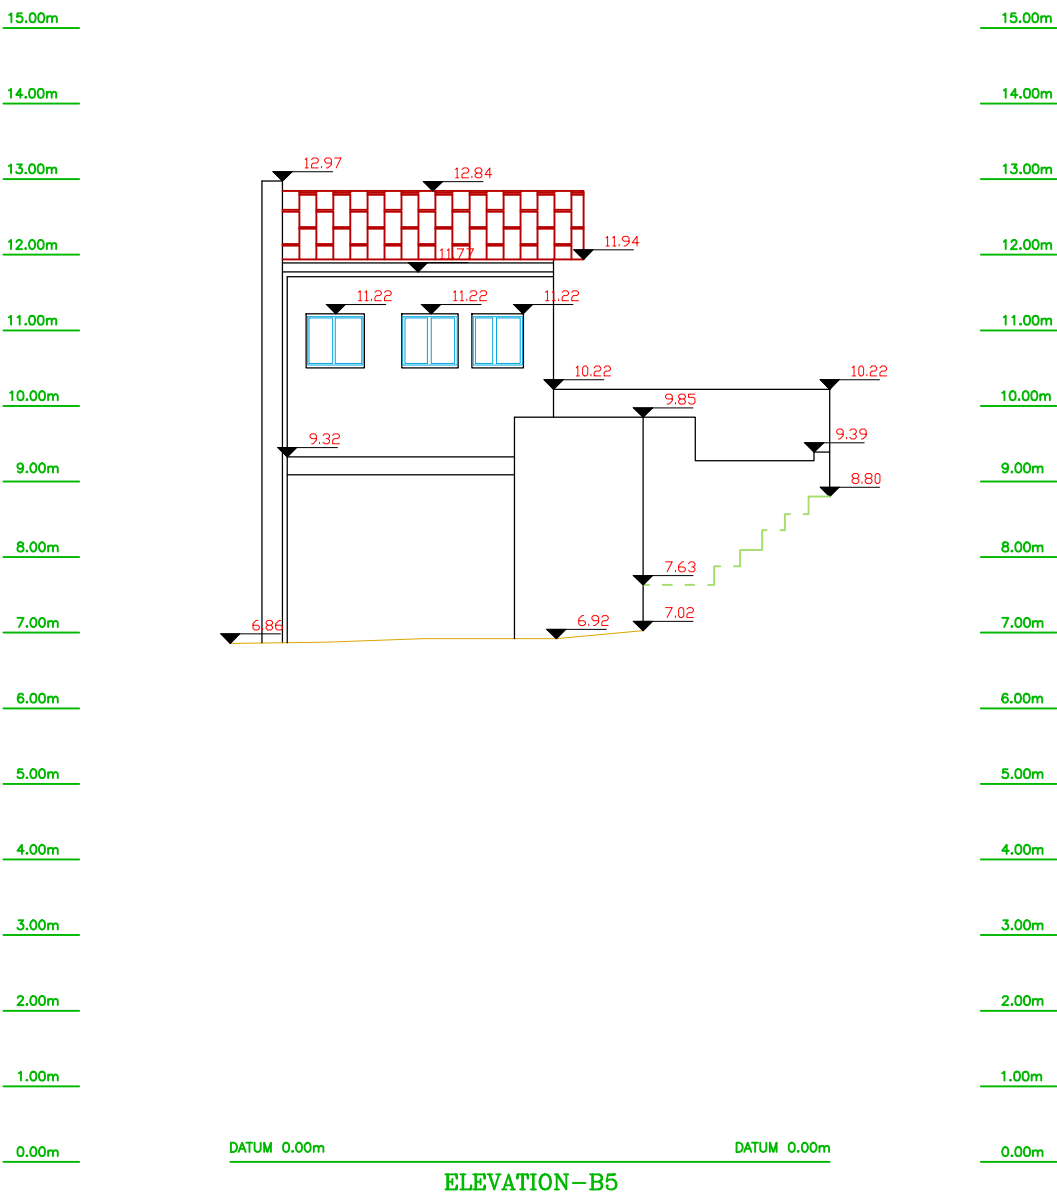 15.00m 15.00m
14.00m 14.00m
12.97
13.00m 13.00m
12.84
11.94
12.00m 12.00m
11.77
11.22 11.22 11.22
11.00m 11.00m
10.22 10.22
10.00m 10.00m
9.85
9.32 9.39
9.00m 9.00m
8.80
8.00m 8.00m
7.63
7.02
6.86 6.92
7.00m 7.00m
6.00m 6.00m
5.00m 5.00m
4.00m 4.00m
3.00m 3.00m
2.00m 2.00m
1.00m 1.00m
0.00m DATUM 0.00m DATUM 0.00m 0.00m
ELEVATION-B5